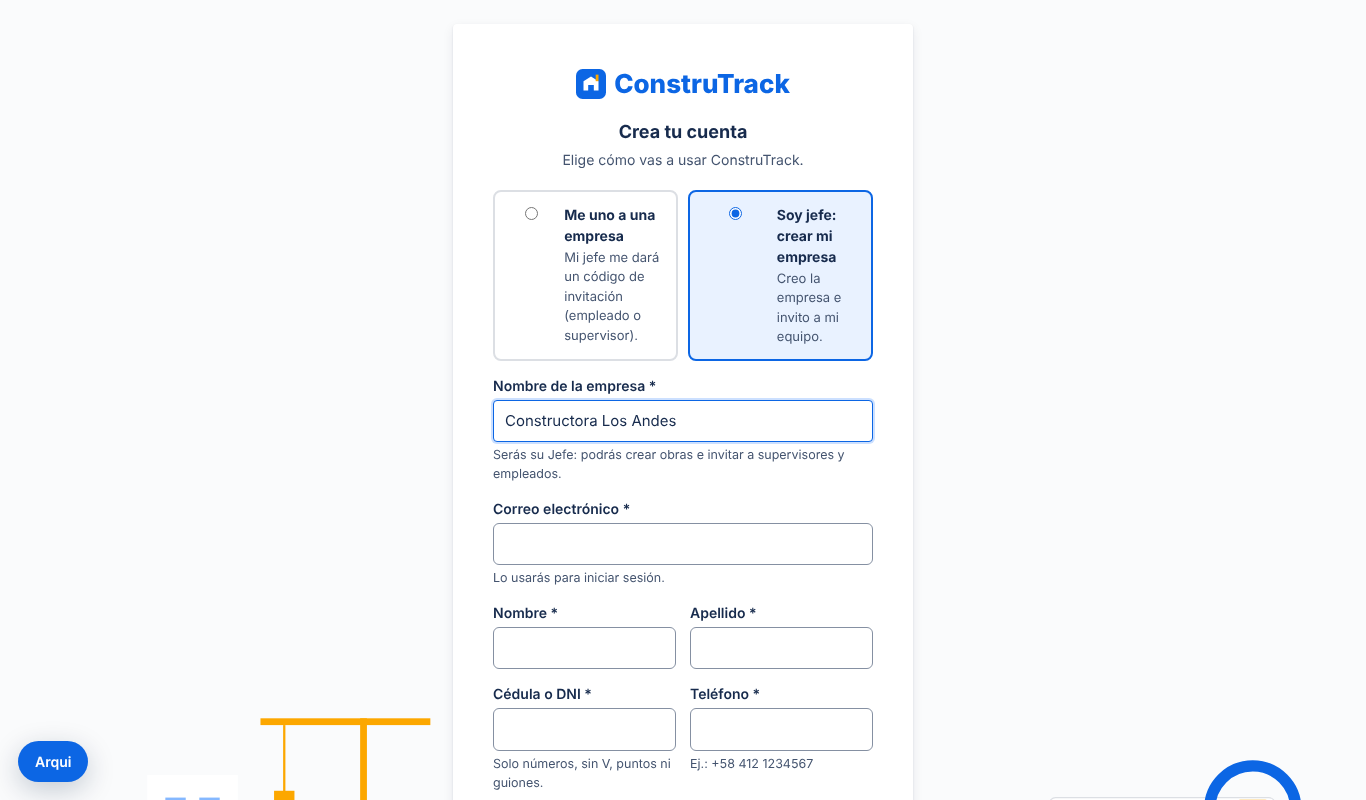 ConstruTrack
Crea tu cuenta
Elige cómo vas a usar ConstruTrack.
Me uno a una
empresa
Mi jefe me dará
un código de
invitación
(empleado o
supervisor).
Soy jefe:
crear mi
empresa
Creo la
empresa e
invito a mi
equipo.
Nombre de la empresa *
Constructora Los Andes
Serás su Jefe: podrás crear obras e invitar a supervisores y
empleados.
Correo electrónico *
Lo usarás para iniciar sesión.
Nombre *
Apellido *
Cédula o DNI *
Teléfono *
Solo números, sin V, puntos ni
guiones.
Ej.: +58 412 1234567
Arqui